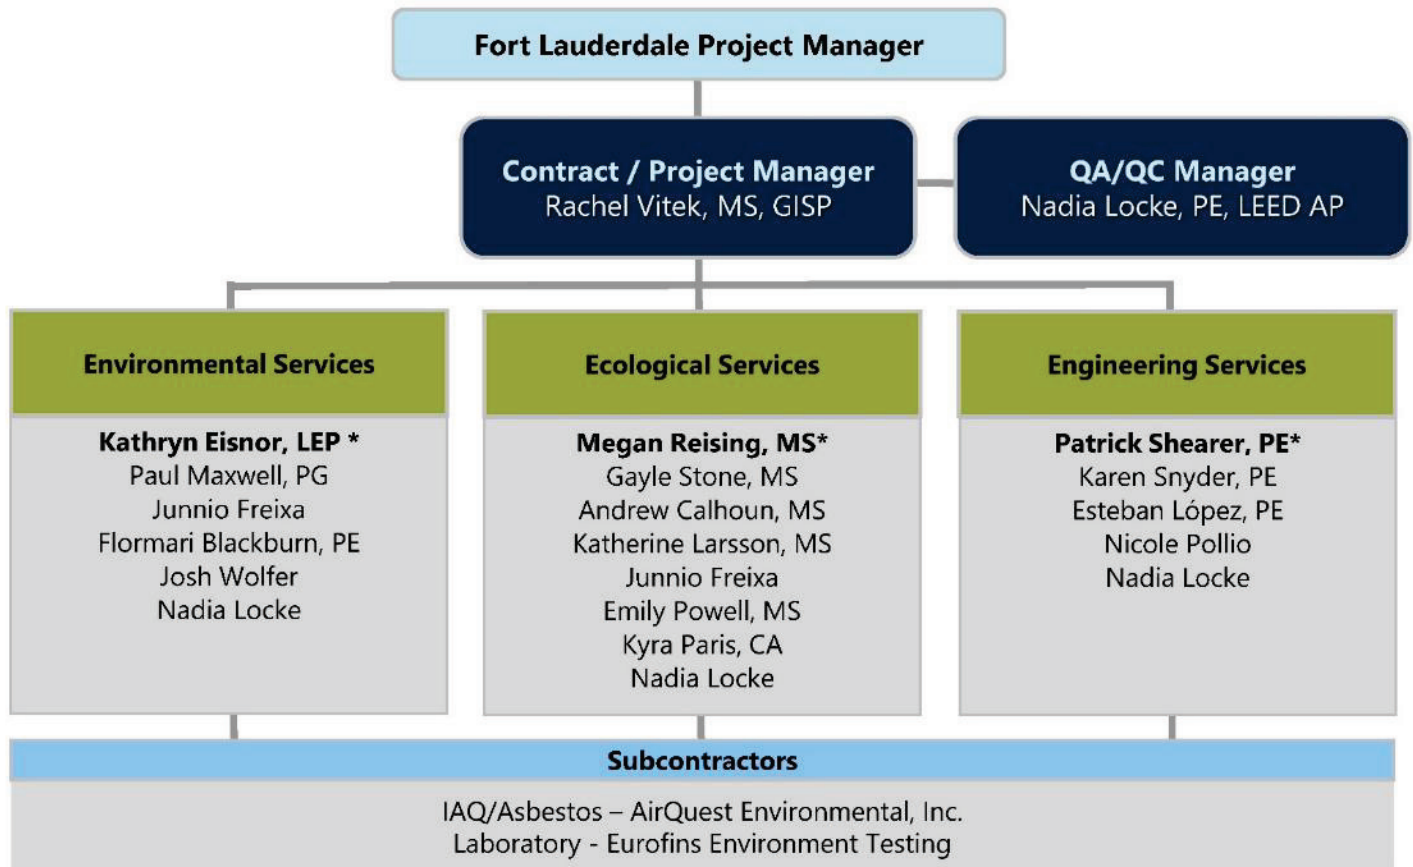 Fort Lauderdale Project Manager
Contract / Project Manager
Rachel Vitek, MS, GISP
QA/QC Manager
Nadia Locke, PE, LEED AP
Environmental Services
Kathryn Eisnor, LEP *
Paul Maxwell, PG
Junnio Freixa
Flormari Blackburn, PE
Josh Wolfer
Nadia Locke
Ecological Services
Megan Reising, MS*
Gayle Stone, MS
Andrew Calhoun, MS
Katherine Larsson, MS
Junnio Freixa
Emily Powell, MS
Kyra Paris, CA
Nadia Locke
Engineering Services
Patrick Shearer, PE*
Karen Snyder, PE
Esteban López, PE
Nicole Pollio
Nadia Locke
Subcontractors
IAQ/Asbestos – AirQuest Environmental, Inc.
Laboratory - Eurofins Environment Testing